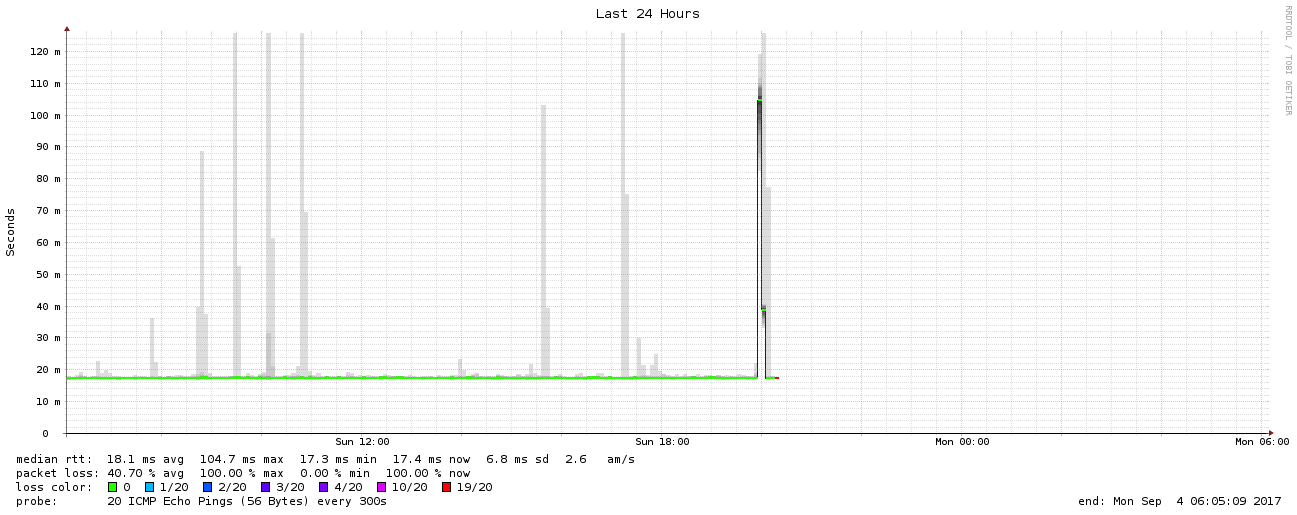 Last 24 Hours
RRDTOOL / TOBI OETIKER
Seconds
120 m
110 m
100 m
90 m
80 m
70 m
60 m
50 m
40 m
30 m
20 m
10 m
0
Sun 12:00 Sun 18:00 Mon 00:00 Mon 06:00
median rtt: 18.1 ms avg 104.7 ms max 17.3 ms min 17.4 ms now 6.8 ms sd 2.6 am/s
packet loss: 40.70 % avg 100.00 % max 0.00 % min 100.00 % now
loss color: 0 1/20 2/20 3/20 4/20 10/20 19/20
probe: 20 ICMP Echo Pings (56 Bytes) every 300s end: Mon Sep 4 06:05:09 2017